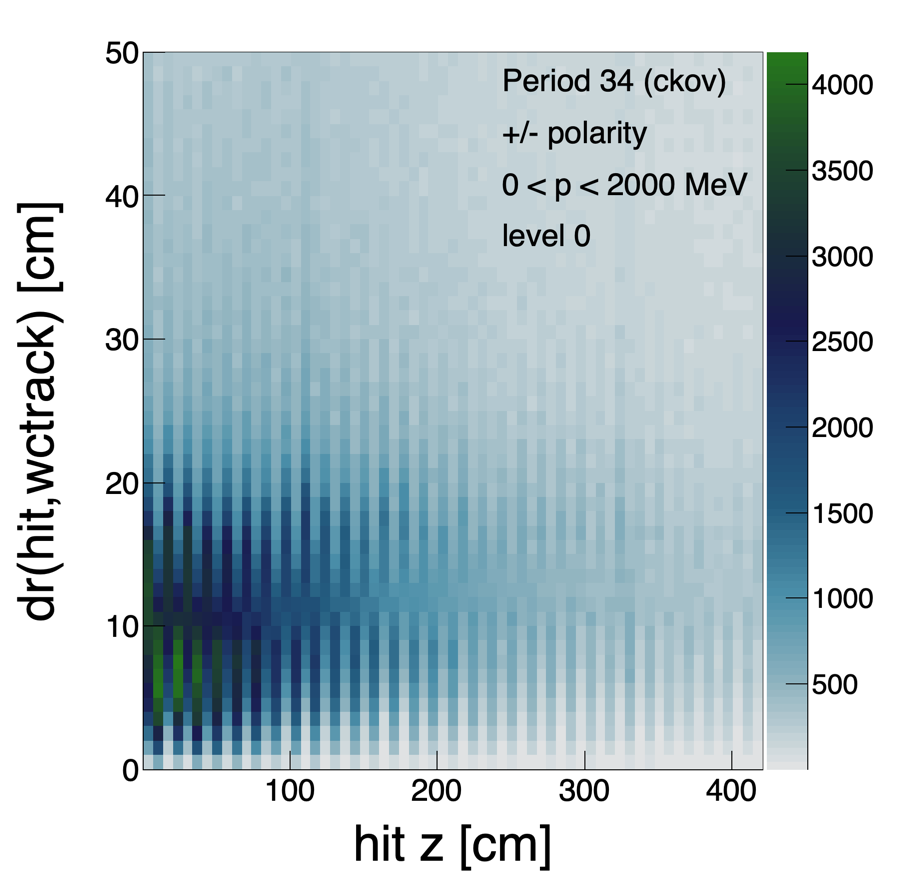 Period 34 (ckov)
+/- polarity
0 < p < 2000 MeV
level 0
dr(hit,wctrack) [cm]
50
40
30
20
10
0
100 200 300 400
hit z [cm]
4000
3500
3000
2500
2000
1500
1000
500